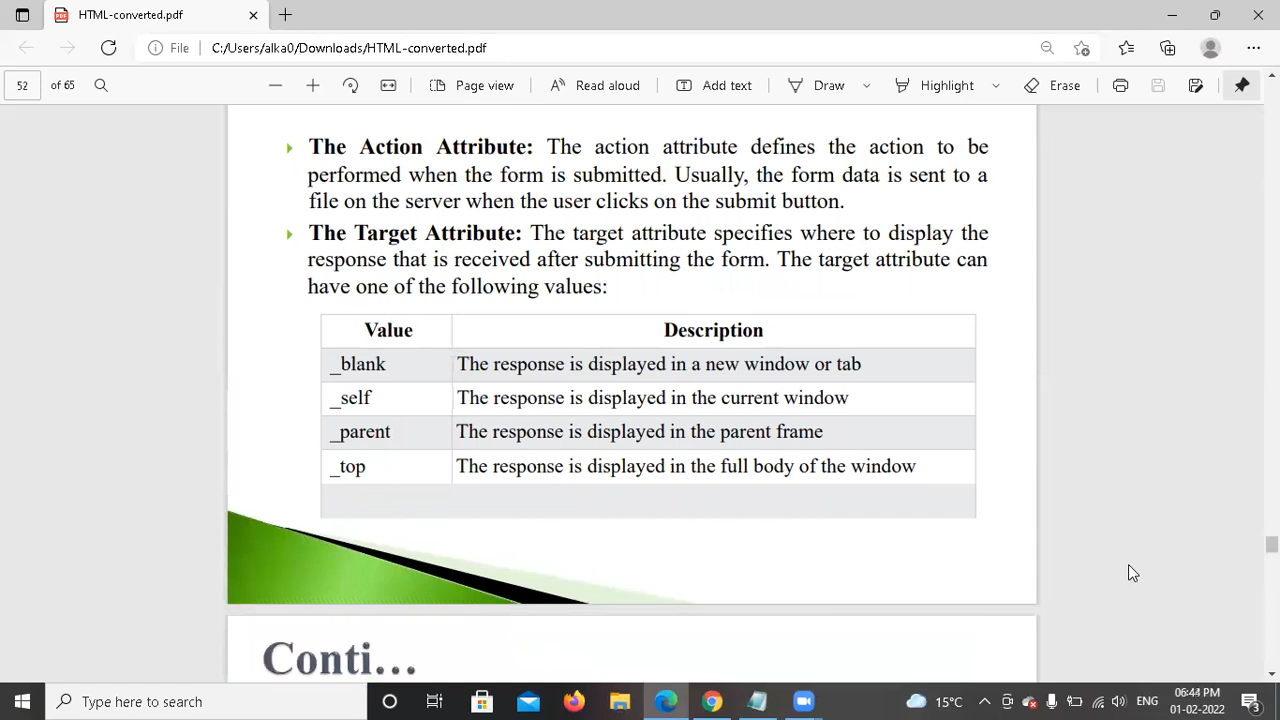 HTML-converted.pdf
File C:/Users/alka0/Downloads/HTML-converted.pdf
52 of 65 Page view Read aloud Add text Draw Highlight Erase
The Action Attribute: The action attribute defines the action to be
performed when the form is submitted. Usually, the form data is sent to a
file on the server when the user clicks on the submit button.
The Target Attribute: The target attribute specifies where to display the
response that is received after submitting the form. The target attribute can
have one of the following values:
Value Description
_blank The response is displayed in a new window or tab
_self The response is displayed in the current window
_parent The response is displayed in the parent frame
_top The response is displayed in the full body of the window
Conti…
Type here to search 15°C ENG 06:44 PM
01-02-2022 3